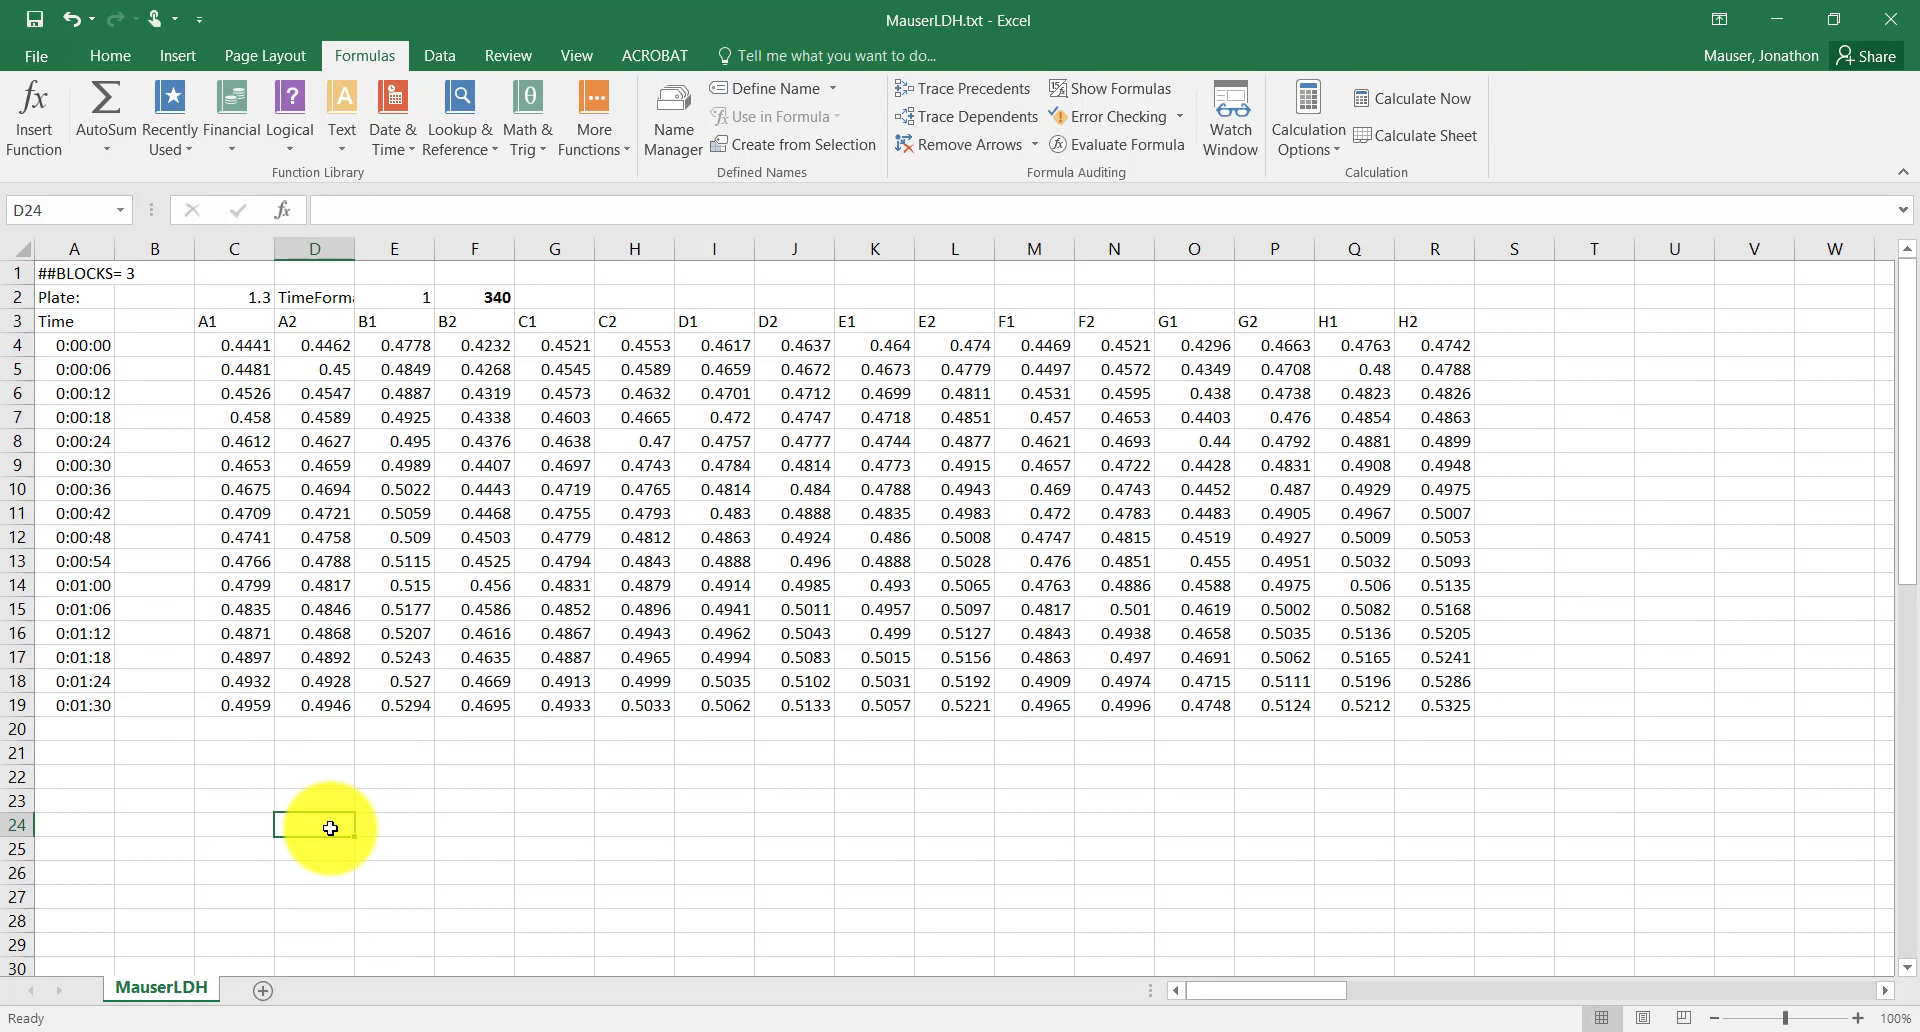 MauserLDH.txt - Excel
File Home Insert Page Layout Formulas Data Review View ACROBAT Tell me what you want to do... Mauser, Jonathon Share
Insert Function
AutoSum
Recently Used
Financial
Logical
Text
Date & Time
Lookup & Reference
Math & Trig
More Functions
Function Library
Name Manager
Define Name
Use in Formula
Create from Selection
Defined Names
Trace Precedents
Trace Dependents
Remove Arrows
Show Formulas
Error Checking
Evaluate Formula
Formula Auditing
Watch Window
Calculation Options
Calculate Now
Calculate Sheet
Calculation
D24 fx
A B C D E F G H I J K L M N O P Q R S T U V W
1 ##BLOCKS= 3
2 Plate: 1.3 TimeForma 1 340
3 Time A1 A2 B1 B2 C1 C2 D1 D2 E1 E2 F1 F2 G1 G2 H1 H2
4 0:00:00 0.4441 0.4462 0.4778 0.4232 0.4521 0.4553 0.4617 0.4637 0.464 0.474 0.4469 0.4521 0.4296 0.4663 0.4763 0.4742
5 0:00:06 0.4481 0.45 0.4849 0.4268 0.4545 0.4589 0.4659 0.4672 0.4673 0.4779 0.4497 0.4572 0.4349 0.4708 0.48 0.4788
6 0:00:12 0.4526 0.4547 0.4887 0.4319 0.4573 0.4632 0.4701 0.4712 0.4699 0.4811 0.4531 0.4595 0.438 0.4738 0.4823 0.4826
7 0:00:18 0.458 0.4589 0.4925 0.4338 0.4603 0.4665 0.472 0.4747 0.4718 0.4851 0.457 0.4653 0.4403 0.476 0.4854 0.4863
8 0:00:24 0.4612 0.4627 0.495 0.4376 0.4638 0.47 0.4757 0.4777 0.4744 0.4877 0.4621 0.4693 0.44 0.4792 0.4881 0.4899
9 0:00:30 0.4653 0.4659 0.4989 0.4407 0.4697 0.4743 0.4784 0.4814 0.4773 0.4915 0.4657 0.4722 0.4428 0.4831 0.4908 0.4948
10 0:00:36 0.4675 0.4694 0.5022 0.4443 0.4719 0.4765 0.4814 0.484 0.4788 0.4943 0.469 0.4743 0.4452 0.487 0.4929 0.4975
11 0:00:42 0.4709 0.4721 0.5059 0.4468 0.4755 0.4793 0.483 0.4888 0.4835 0.4983 0.472 0.4783 0.4483 0.4905 0.4967 0.5007
12 0:00:48 0.4741 0.4758 0.509 0.4503 0.4779 0.4812 0.4863 0.4924 0.486 0.5008 0.4747 0.4815 0.4519 0.4927 0.5009 0.5053
13 0:00:54 0.4766 0.4788 0.5115 0.4525 0.4794 0.4843 0.4888 0.496 0.4888 0.5028 0.476 0.4851 0.455 0.4951 0.5032 0.5093
14 0:01:00 0.4799 0.4817 0.515 0.456 0.4831 0.4879 0.4914 0.4985 0.493 0.5065 0.4763 0.4886 0.4588 0.4975 0.506 0.5135
15 0:01:06 0.4835 0.4846 0.5177 0.4586 0.4852 0.4896 0.4941 0.5011 0.4957 0.5097 0.4817 0.501 0.4619 0.5002 0.5082 0.5168
16 0:01:12 0.4871 0.4868 0.5207 0.4616 0.4867 0.4943 0.4962 0.5043 0.499 0.5127 0.4843 0.4938 0.4658 0.5035 0.5136 0.5205
17 0:01:18 0.4897 0.4892 0.5243 0.4635 0.4887 0.4965 0.4994 0.5083 0.5015 0.5156 0.4863 0.497 0.4691 0.5062 0.5165 0.5241
18 0:01:24 0.4932 0.4928 0.527 0.4669 0.4913 0.4999 0.5035 0.5102 0.5031 0.5192 0.4909 0.4974 0.4715 0.5111 0.5196 0.5286
19 0:01:30 0.4959 0.4946 0.5294 0.4695 0.4933 0.5033 0.5062 0.5133 0.5057 0.5221 0.4965 0.4996 0.4748 0.5124 0.5212 0.5325
20
21
22
23
24
25
26
27
28
29
30
MauserLDH
Ready 100%